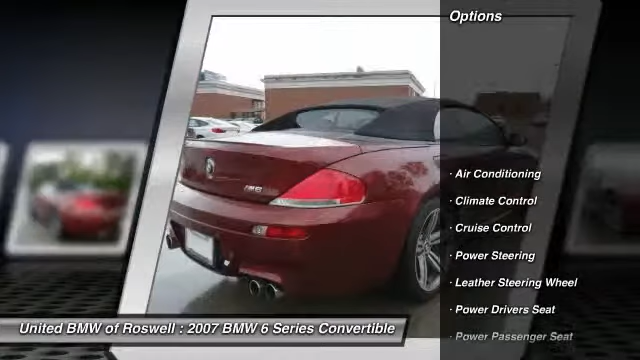 Options
· Air Conditioning
· Climate Control
· Cruise Control
· Power Steering
· Leather Steering Wheel
· Power Drivers Seat
· Power Passenger Seat
M6
United BMW of Roswell : 2007 BMW 6 Series Convertible